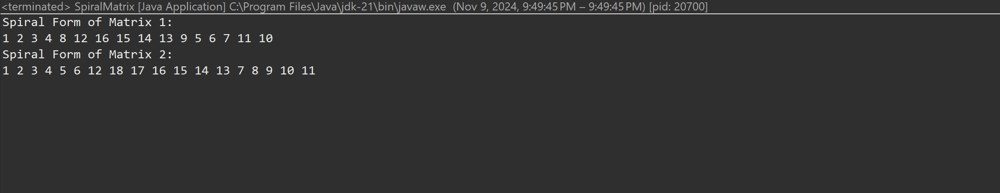 <terminated> SpiralMatrix [Java Application] C:\Program Files\Java\jdk-21\bin\javaw.exe (Nov 9, 2024, 9:49:45 PM – 9:49:45 PM) [pid: 20700]
Spiral Form of Matrix 1:
1 2 3 4 8 12 16 15 14 13 9 5 6 7 11 10
Spiral Form of Matrix 2:
1 2 3 4 5 6 12 18 17 16 15 14 13 7 8 9 10 11